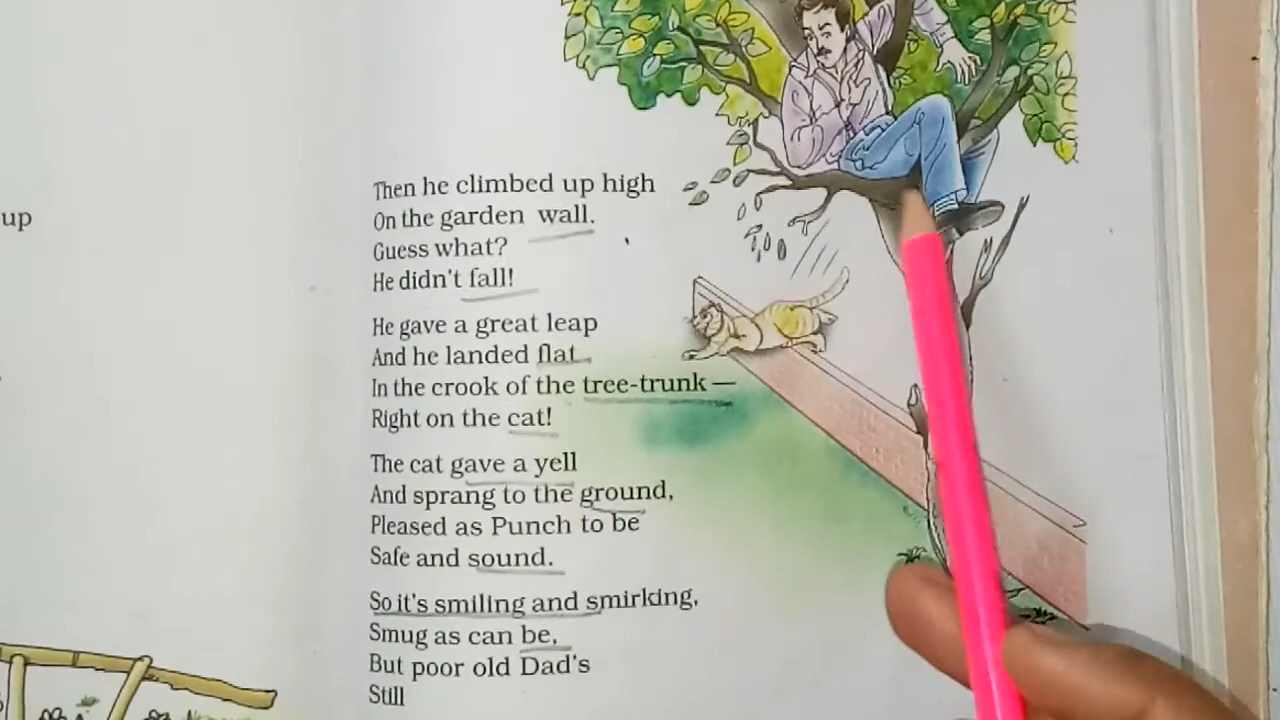 up
Then he climbed up high
On the garden wall.
Guess what?
He didn't fall!
He gave a great leap
And he landed flat
In the crook of the tree-trunk —
Right on the cat!
The cat gave a yell
And sprang to the ground,
Pleased as Punch to be
Safe and sound.
So it's smiling and smirking,
Smug as can be,
But poor old Dad's
Still